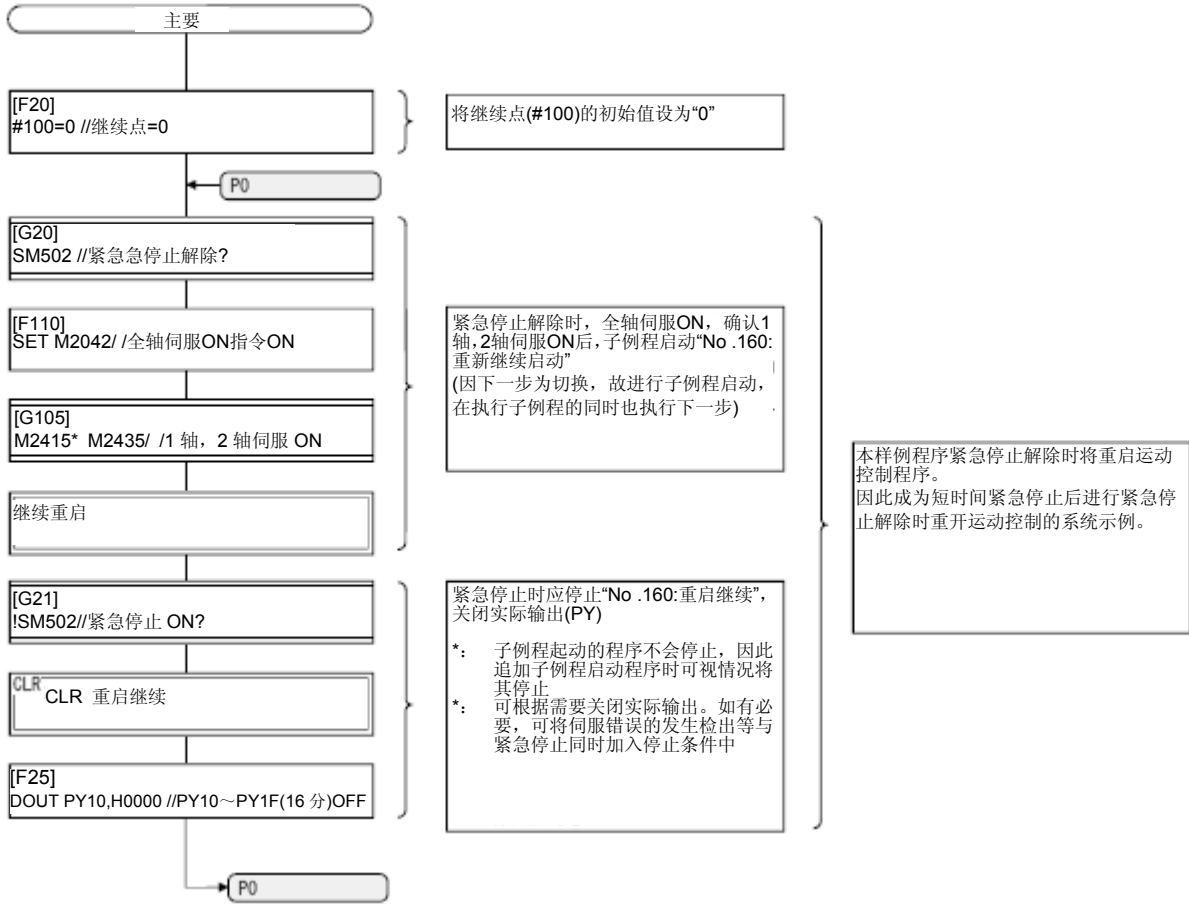 主要
[F20]
#100=0 //继续点=0
将继续点(#100)的初始值设为“0”
P0
[G20]
SM502 //紧急急停止解除?
[F110]
SET M2042/ /全轴伺服ON指令ON
[G105]
M2415* M2435/ /1 轴，2 轴伺服 ON
继续重启
紧急停止解除时，全轴伺服ON，确认1
轴,2轴伺服ON后,子例程启动“No .160:
重新继续启动”
(因下一步为切换，故进行子例程启动，
在执行子例程的同时也执行下一步)
[G21]
!SM502//紧急停止 ON?
CLR
CLR 重启继续
[F25]
DOUT PY10,H0000 //PY10～PY1F(16 分)OFF
紧急停止时应停止“No .160:重启继续”，
关闭实际输出(PY)
*： 子例程起动的程序不会停止，因此
追加子例程启动程序时可视情况将
其停止
*： 可根据需要关闭实际输出。如有必
要，可将伺服错误的发生检出等与
紧急停止同时加入停止条件中
本样例程序紧急停止解除时将重启运动
控制程序。
因此成为短时间紧急停止后进行紧急停
止解除时重开运动控制的系统示例。
P0